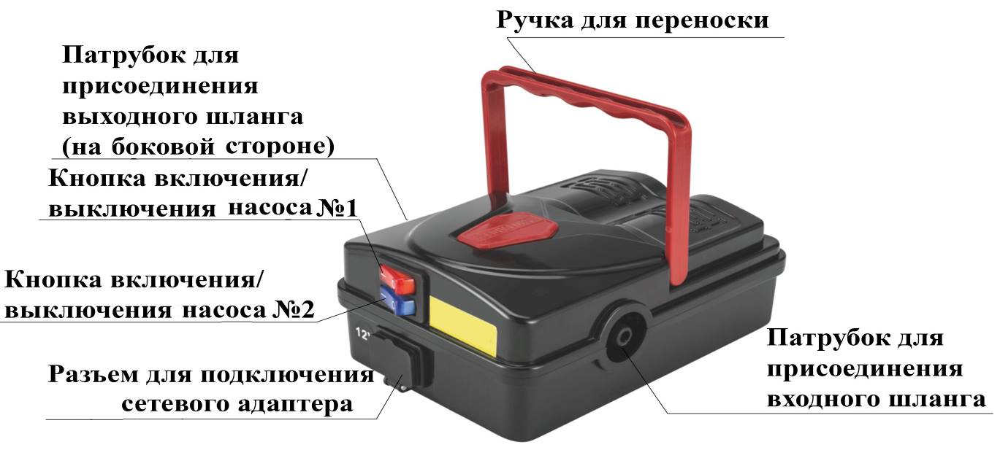 Ручка для переноски
Патрубок для
присоединения
выходного шланга
(на боковой стороне)
Кнопка включения/
выключения насоса №1
Кнопка включения/
выключения насоса №2
12V
Разъем для подключения
сетевого адаптера
Патрубок для
присоединения
входного шланга